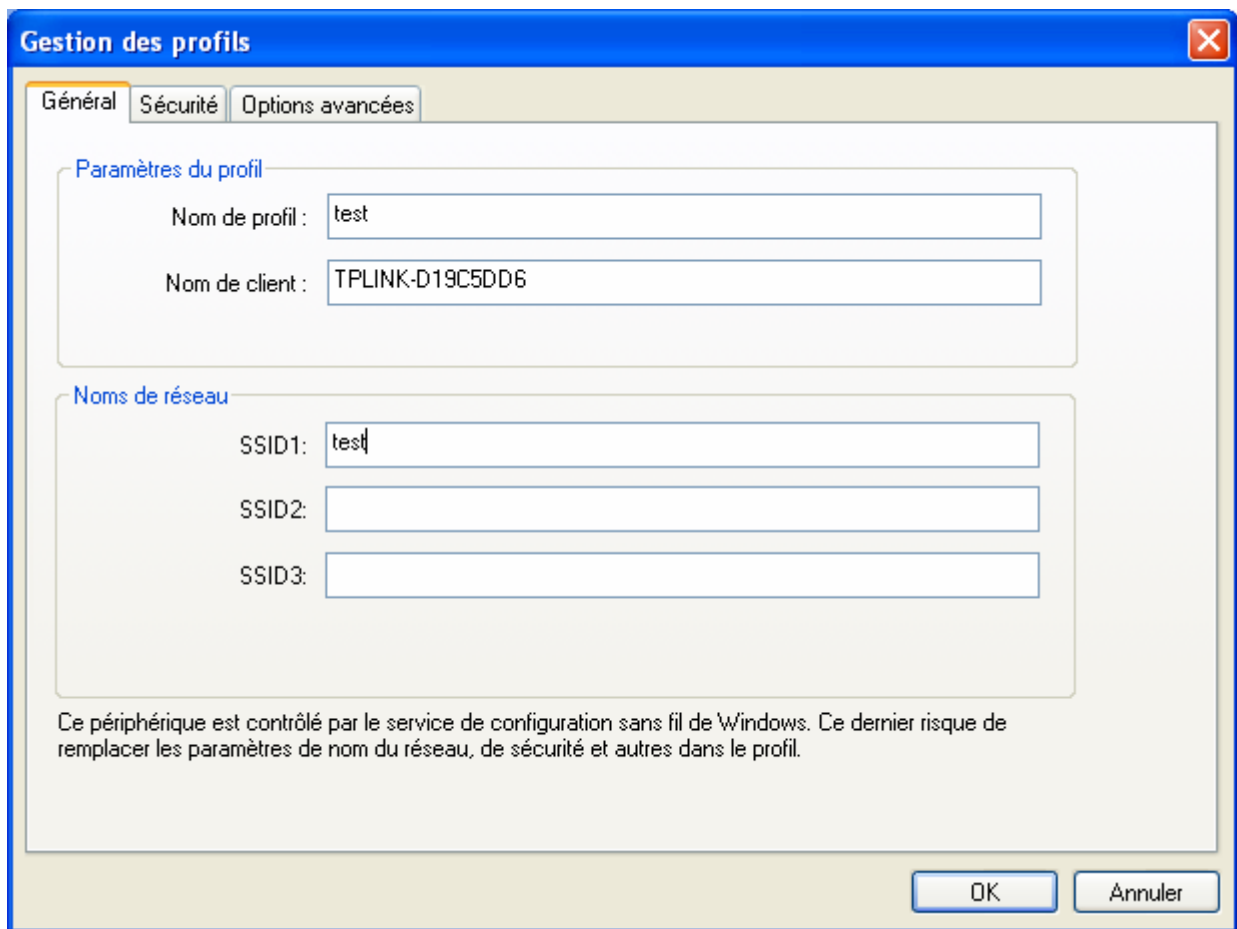 Gestion des profils
Général Sécurité Options avancées
Paramètres du profil
Nom de profil : test
Nom de client : TPLINK-D19C5DD6
Noms de réseau
SSID1: test
SSID2:
SSID3:
Ce périphérique est contrôlé par le service de configuration sans fil de Windows. Ce dernier risque de
remplacer les paramètres de nom du réseau, de sécurité et autres dans le profil.
OK Annuler